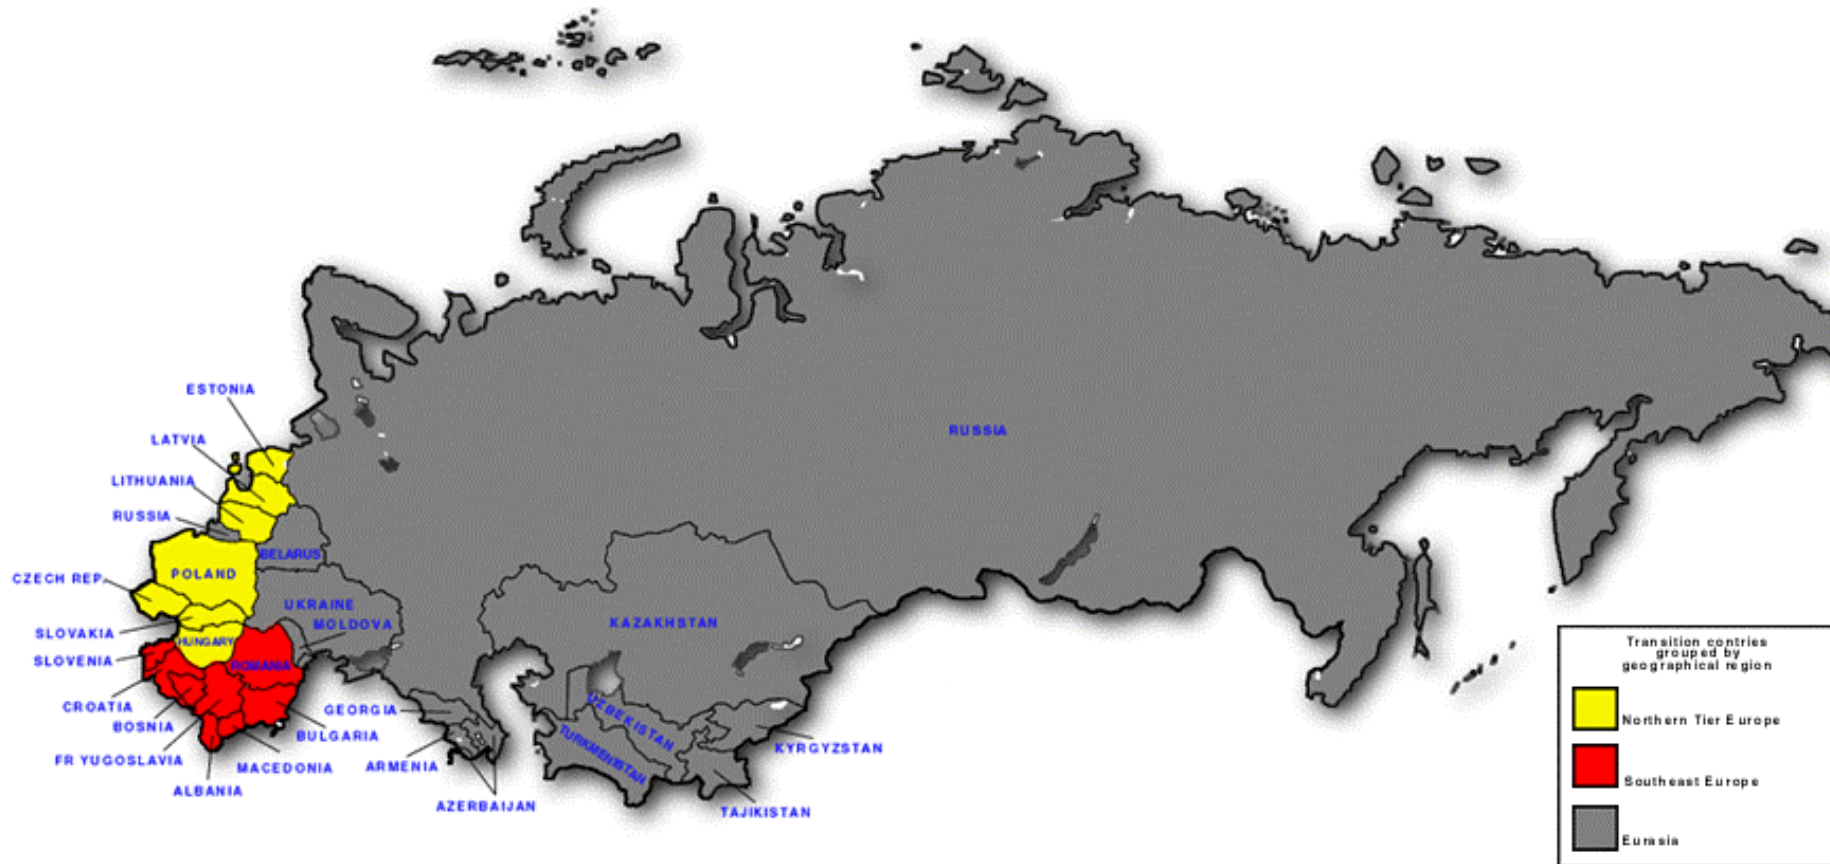 ESTONIA
LATVIA
LITHUANIA
RUSSIA
RUSSIA
BELARUS
POLAND
CZECH REP.
UKRAINE
MOLDOVA
KAZAKHSTAN
SLOVAKIA
HUNGARY
SLOVENIA
ROMANIA
CROATIA
BOSNIA
GEORGIA
BULGARIA
UZBEKISTAN
TURKMENISTAN
KYRGYZSTAN
FR YUGOSLAVIA
MACEDONIA
ARMENIA
ALBANIA
AZERBAIJAN
TAJIKISTAN
Transition contries
grouped by
geographical region
Northern Tier Europe
Southeast Europe
Eurasia